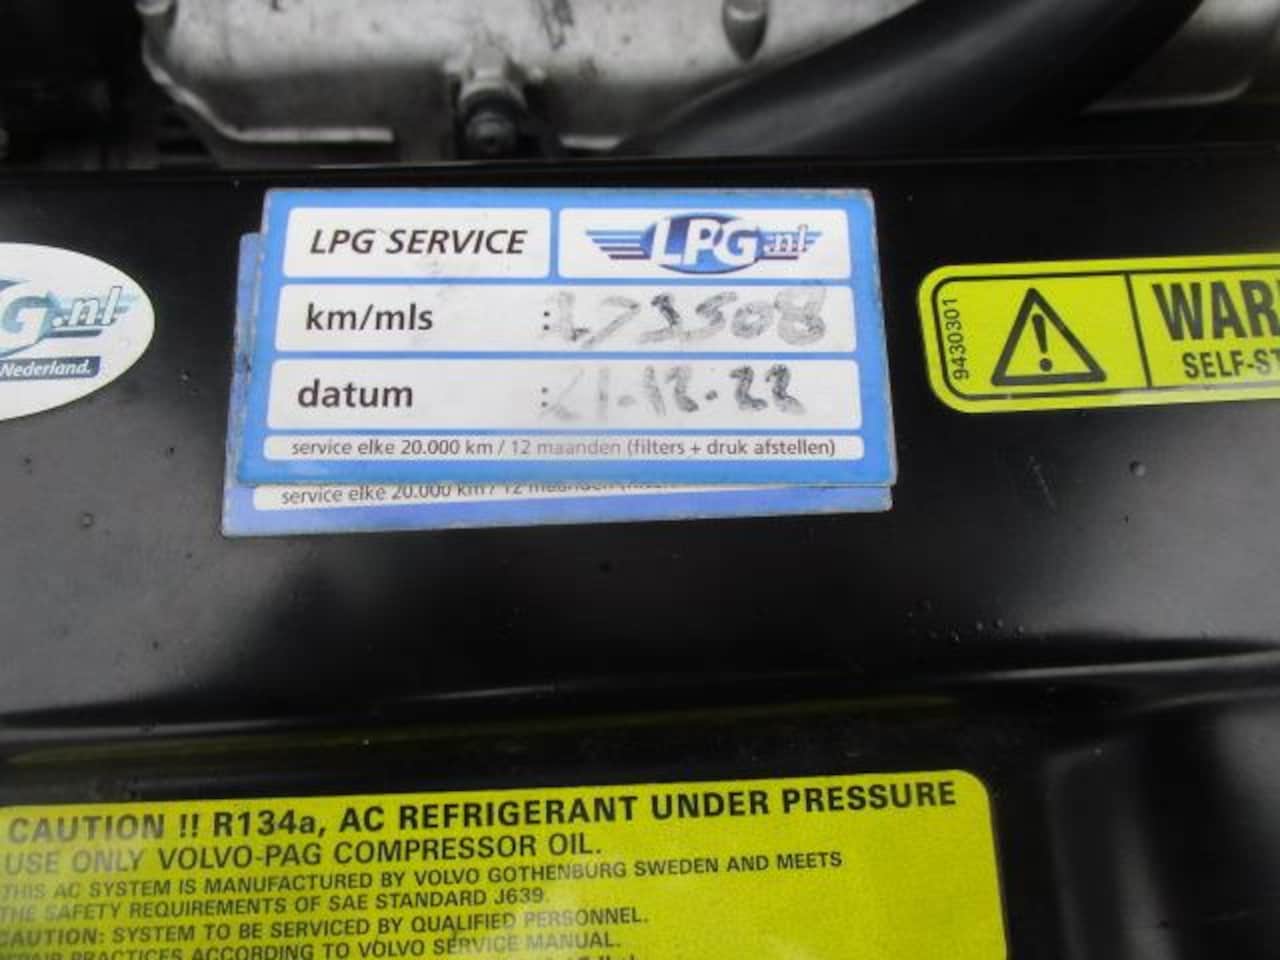 LPG SERVICE
LPG.nl
km/mls :
datum : 21-12-22
service elke 20.000 km / 12 maanden (filters + druk afstellen)
service elke 20.000 km / 12 maanden
G.nl
Nederland.
9430301
WAR
SELF-ST
CAUTION !! R134a, AC REFRIGERANT UNDER PRESSURE
USE ONLY VOLVO-PAG COMPRESSOR OIL.
THIS AC SYSTEM IS MANUFACTURED BY VOLVO GOTHENBURG SWEDEN AND MEETS
THE SAFETY REQUIREMENTS OF SAE STANDARD J639.
CAUTION: SYSTEM TO BE SERVICED BY QUALIFIED PERSONNEL.
REPAIR PRACTICES ACCORDING TO VOLVO SERVICE MANUAL.